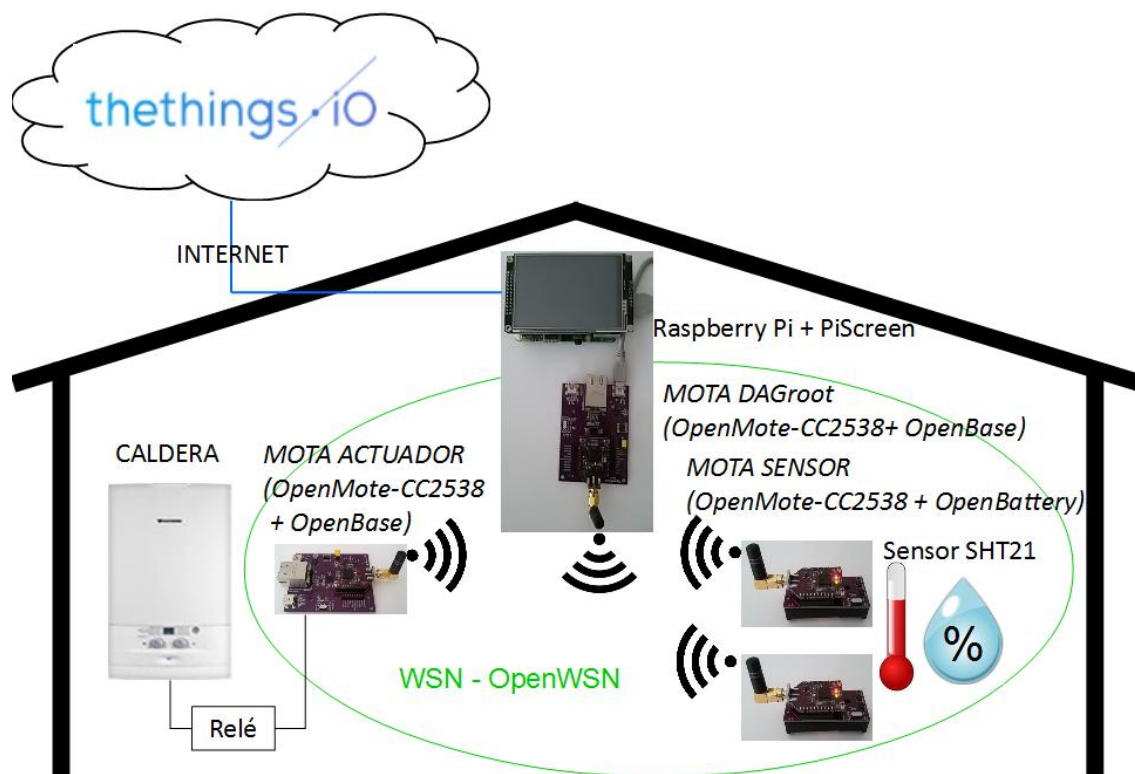 thethings.iO
INTERNET
Raspberry Pi + PiScreen
MOTA DAGroot
(OpenMote-CC2538+ OpenBase)
CALDERA
MOTA ACTUADOR
(OpenMote-CC2538
+ OpenBase)
MOTA SENSOR
(OpenMote-CC2538 + OpenBattery)
Sensor SHT21
%
WSN - OpenWSN
Relé